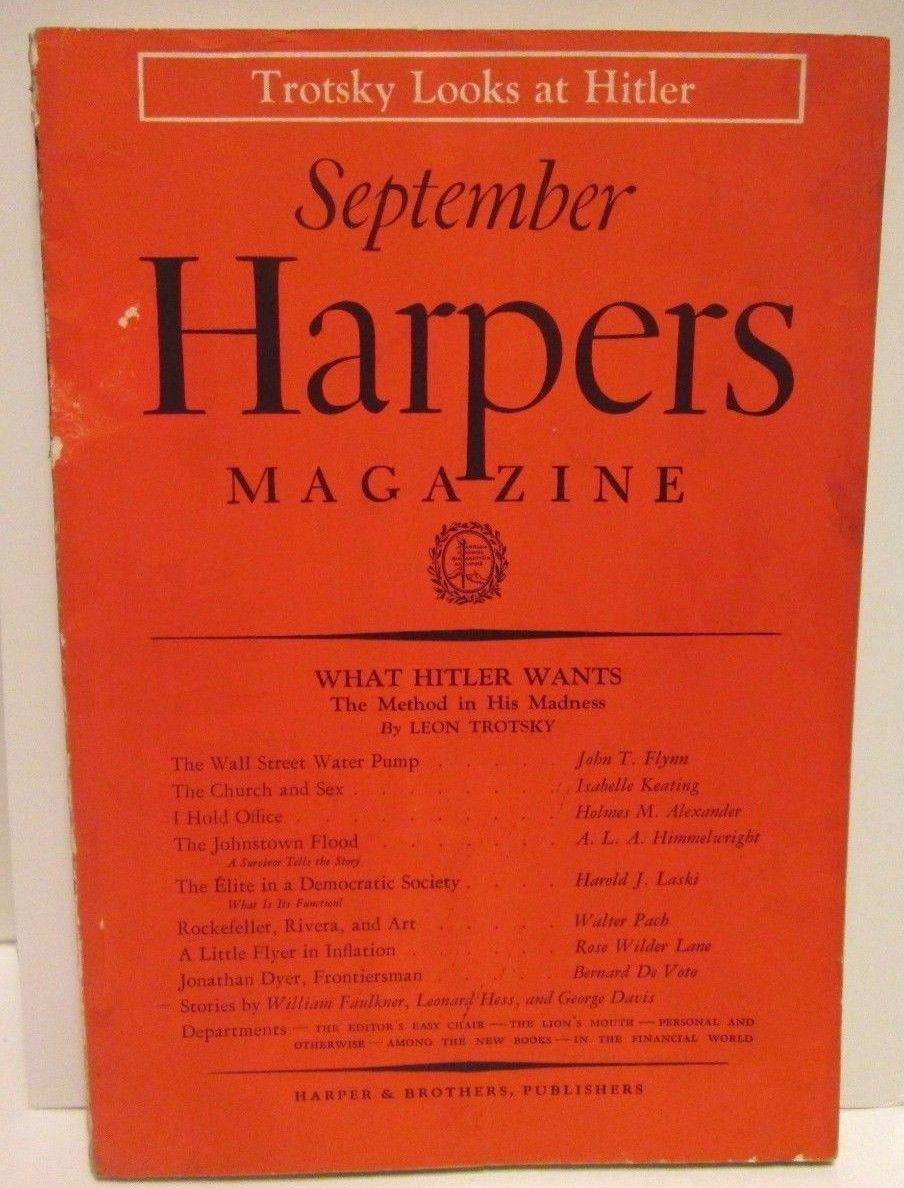 Trotsky Looks at Hitler
September
Harpers
MAGAZINE
WHAT HITLER WANTS
The Method in His Madness
By LEON TROTSKY
The Wall Street Water Pump . . . . . John T. Flynn
The Church and Sex . . . . . . . . Isabelle Keating
I Hold Office . . . . . . . . . Holmes M. Alexander
The Johnstown Flood . . . . . . . A. L. A. Himmelwright
A Survivor Tells the Story
The Élite in a Democratic Society . . . . Harold J. Laski
What Is Its Function?
Rockefeller, Rivera, and Art . . . . . Walter Pach
A Little Flyer in Inflation . . . . . . Rose Wilder Lane
Jonathan Dyer, Frontiersman . . . . . Bernard De Voto
Stories by William Faulkner, Leonard Hess, and George Davis
Departments — THE EDITOR'S EASY CHAIR — THE LION'S MOUTH — PERSONAL AND
OTHERWISE — AMONG THE NEW BOOKS — IN THE FINANCIAL WORLD
HARPER & BROTHERS, PUBLISHERS